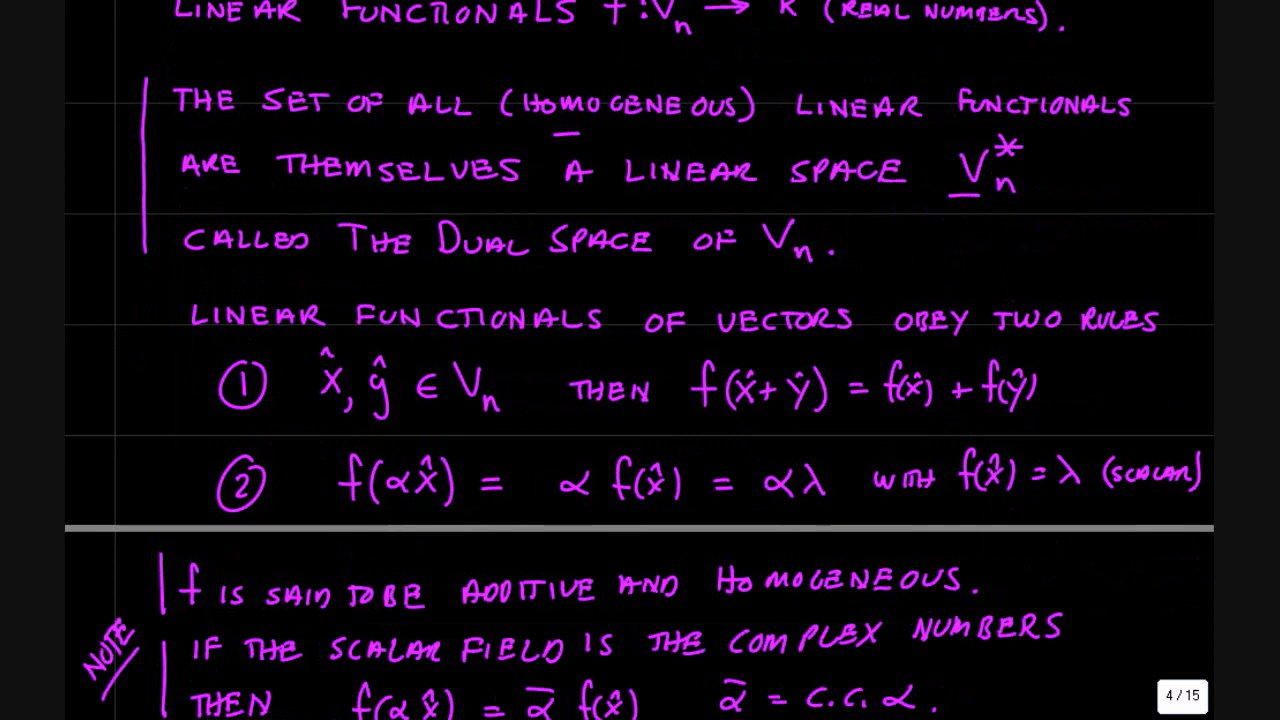 LINEAR FUNCTIONALS f : Vₙ → R (REAL NUMBERS).
THE SET OF ALL (HOMOGENEOUS) LINEAR FUNCTIONALS
ARE THEMSELVES A LINEAR SPACE Vₙ*
CALLED THE DUAL SPACE OF Vₙ.
LINEAR FUNCTIONALS OF VECTORS OBEY TWO RULES
① x̂, ŷ ∈ Vₙ THEN f(x̂ + ŷ) = f(x̂) + f(ŷ)
② f(αx̂) = α f(x̂) = αλ WITH f(x̂) = λ (SCALAR)
f IS SAID TO BE ADDITIVE AND HOMOGENEOUS.
NOTE
IF THE SCALAR FIELD IS THE COMPLEX NUMBERS
THEN f(αx̂) = ᾱ f(x̂) ᾱ = C.C. α.
4 / 15